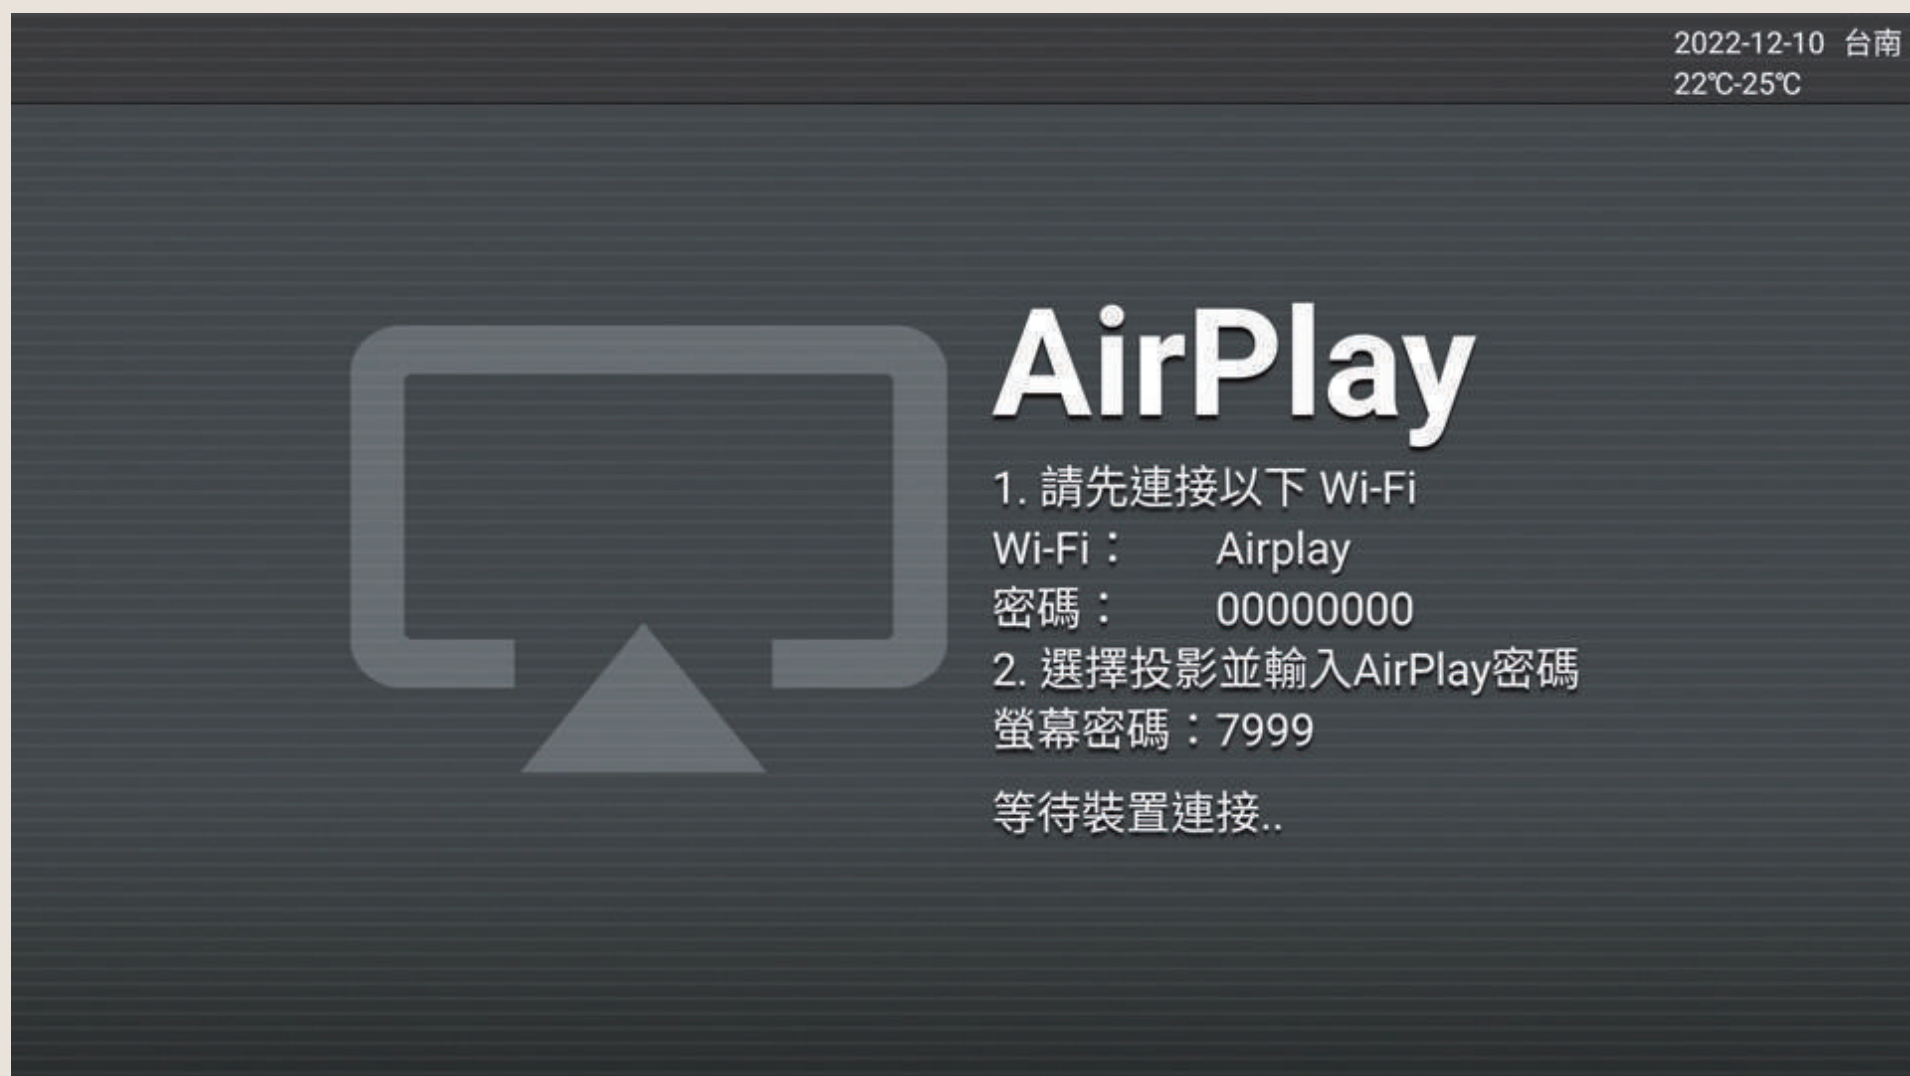 2022-12-10 台南
22℃-25℃
AirPlay
1. 請先連接以下 Wi-Fi
Wi-Fi： Airplay
密碼： 00000000
2. 選擇投影並輸入AirPlay密碼
螢幕密碼：7999
等待裝置連接..